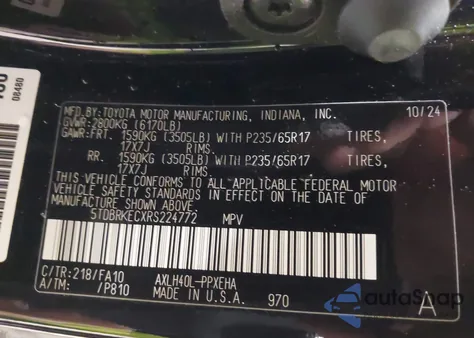 MFD.BY:TOYOTA MOTOR MANUFACTURING, INDIANA, INC. 10/24
GVWR:2800KG (6170LB)
GAWR:FRT. 1590KG (3505LB) WITH P235/65R17 TIRES,
17X7J RIMS.
RR. 1590KG (3505LB) WITH P235/65R17 TIRES,
17X7J RIMS.
THIS VEHICLE CONFORMS TO ALL APPLICABLE FEDERAL MOTOR
VEHICLE SAFETY STANDARDS IN EFFECT ON THE DATE OF
MANUFACTURE SHOWN ABOVE.
5TDBRKECXRS224772 MPV
C/TR:218/FA10 AXLH40L-PPXEHA
A/TM: /P810 MADE IN U.S.A. 970 A
08480
autoSnap